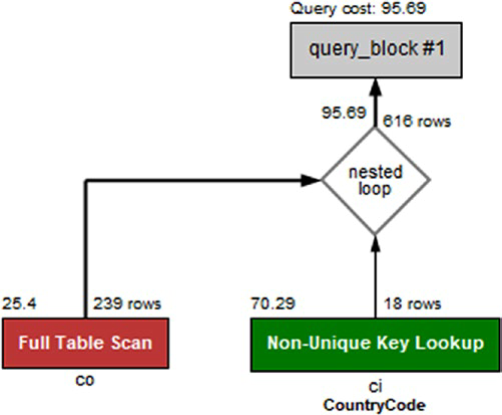 Query cost: 95.69
query_block #1
95.69 616 rows
nested
loop
25.4 239 rows
Full Table Scan
co
70.29 18 rows
Non-Unique Key Lookup
ci
CountryCode